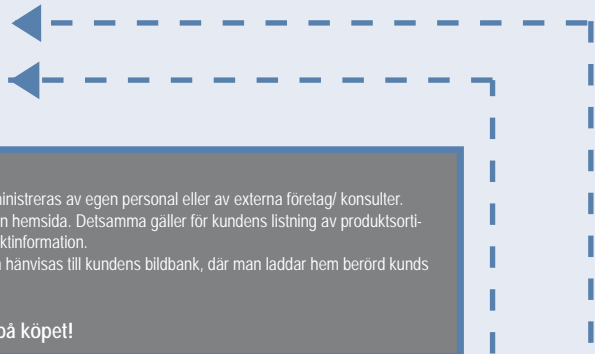 ministreras av egen personal eller av externa företag/ konsulter.
n hemsida. Detsamma gäller för kundens listning av produktsorti-
ktinformation.
hänvisas till kundens bildbank, där man laddar hem berörd kunds
på köpet!